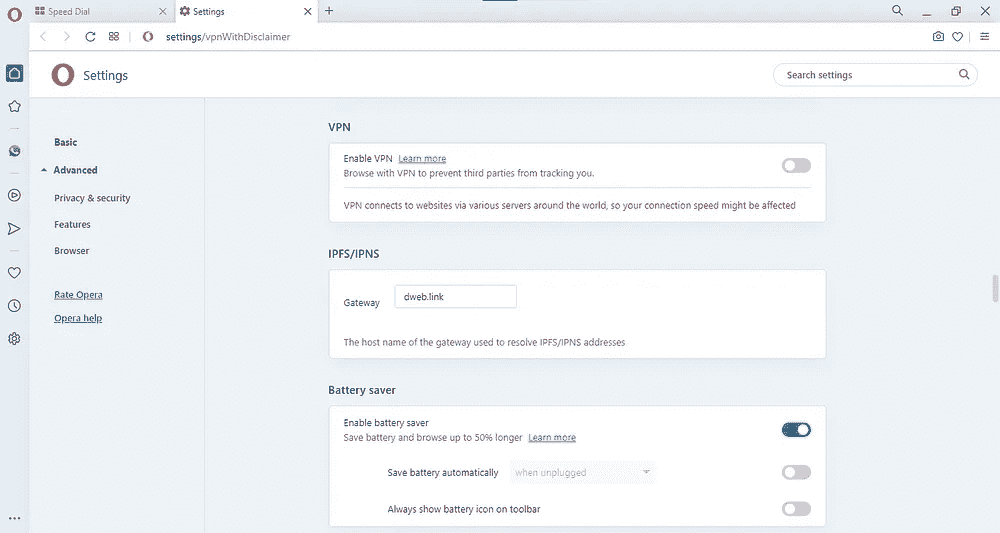 Speed Dial
Settings
settings/vpnWithDisclaimer
Settings
Search settings
Basic
Advanced
Privacy & security
Features
Browser
Rate Opera
Opera help
VPN
Enable VPN Learn more
Browse with VPN to prevent third parties from tracking you.
VPN connects to websites via various servers around the world, so your connection speed might be affected
IPFS/IPNS
Gateway dweb.link
The host name of the gateway used to resolve IPFS/IPNS addresses
Battery saver
Enable battery saver
Save battery and browse up to 50% longer Learn more
Save battery automatically when unplugged
Always show battery icon on toolbar